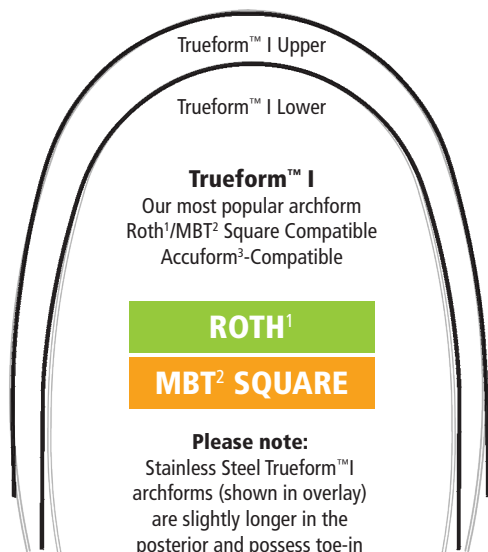 Trueform™ I Upper
Trueform™ I Lower
Trueform™ I
Our most popular archform
Roth¹/MBT² Square Compatible
Accuform³-Compatible
ROTH¹
MBT² SQUARE
Please note:
Stainless Steel Trueform™I
archforms (shown in overlay)
are slightly longer in the
posterior and possess toe-in